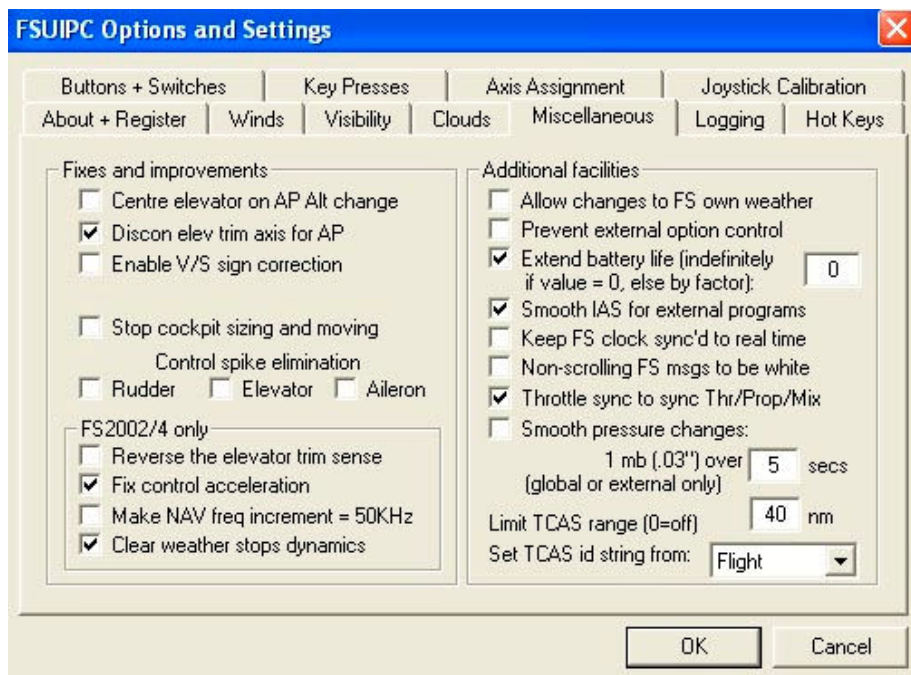 FSUIPC Options and Settings
Buttons + Switches Key Presses Axis Assignment Joystick Calibration
About + Register Winds Visibility Clouds Miscellaneous Logging Hot Keys
Fixes and improvements
Centre elevator on AP Alt change
Discon elev trim axis for AP
Enable V/S sign correction
Stop cockpit sizing and moving
Control spike elimination
Rudder Elevator Aileron
FS2002/4 only
Reverse the elevator trim sense
Fix control acceleration
Make NAV freq increment = 50KHz
Clear weather stops dynamics
Additional facilities
Allow changes to FS own weather
Prevent external option control
Extend battery life (indefinitely
if value = 0, else by factor): 0
Smooth IAS for external programs
Keep FS clock sync'd to real time
Non-scrolling FS msgs to be white
Throttle sync to sync Thr/Prop/Mix
Smooth pressure changes:
1 mb (.03") over 5 secs
(global or external only)
Limit TCAS range (0=off) 40 nm
Set TCAS id string from: Flight
OK Cancel